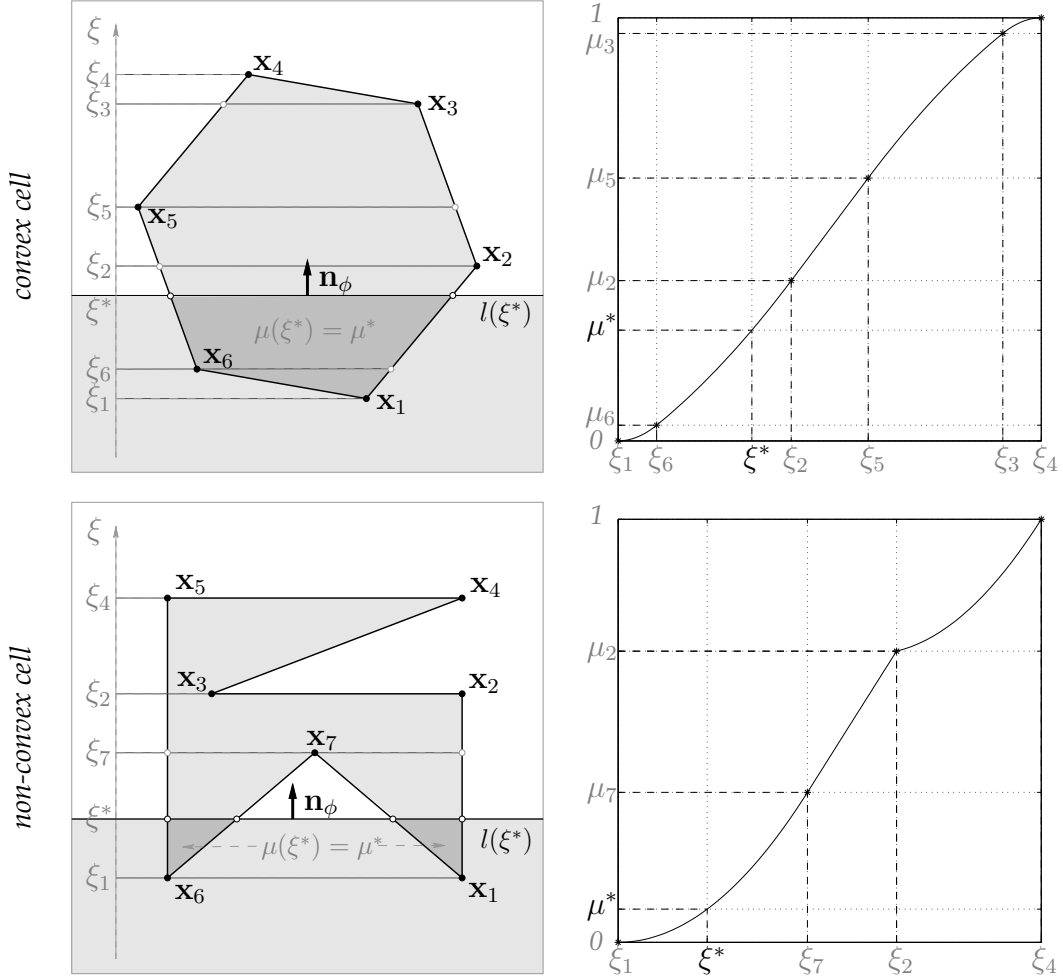 convex cell
ξ
ξ₄
ξ₃
ξ₅
ξ₂
ξ*
ξ₆
ξ₁
x₄
x₃
x₅
x₂
n_ϕ
l(ξ*)
μ(ξ*) = μ*
x₆
x₁
1
μ₃
μ₅
μ₂
μ*
μ₆
0
ξ₁ ξ₆ ξ* ξ₂ ξ₅ ξ₃ ξ₄
non-convex cell
ξ
ξ₄
ξ₂
ξ₇
ξ*
ξ₁
x₅ x₄
x₃ x₂
x₇
n_ϕ
l(ξ*)
μ(ξ*) = μ*
x₆ x₁
1
μ₂
μ₇
μ*
0
ξ₁ ξ* ξ₇ ξ₂ ξ₄